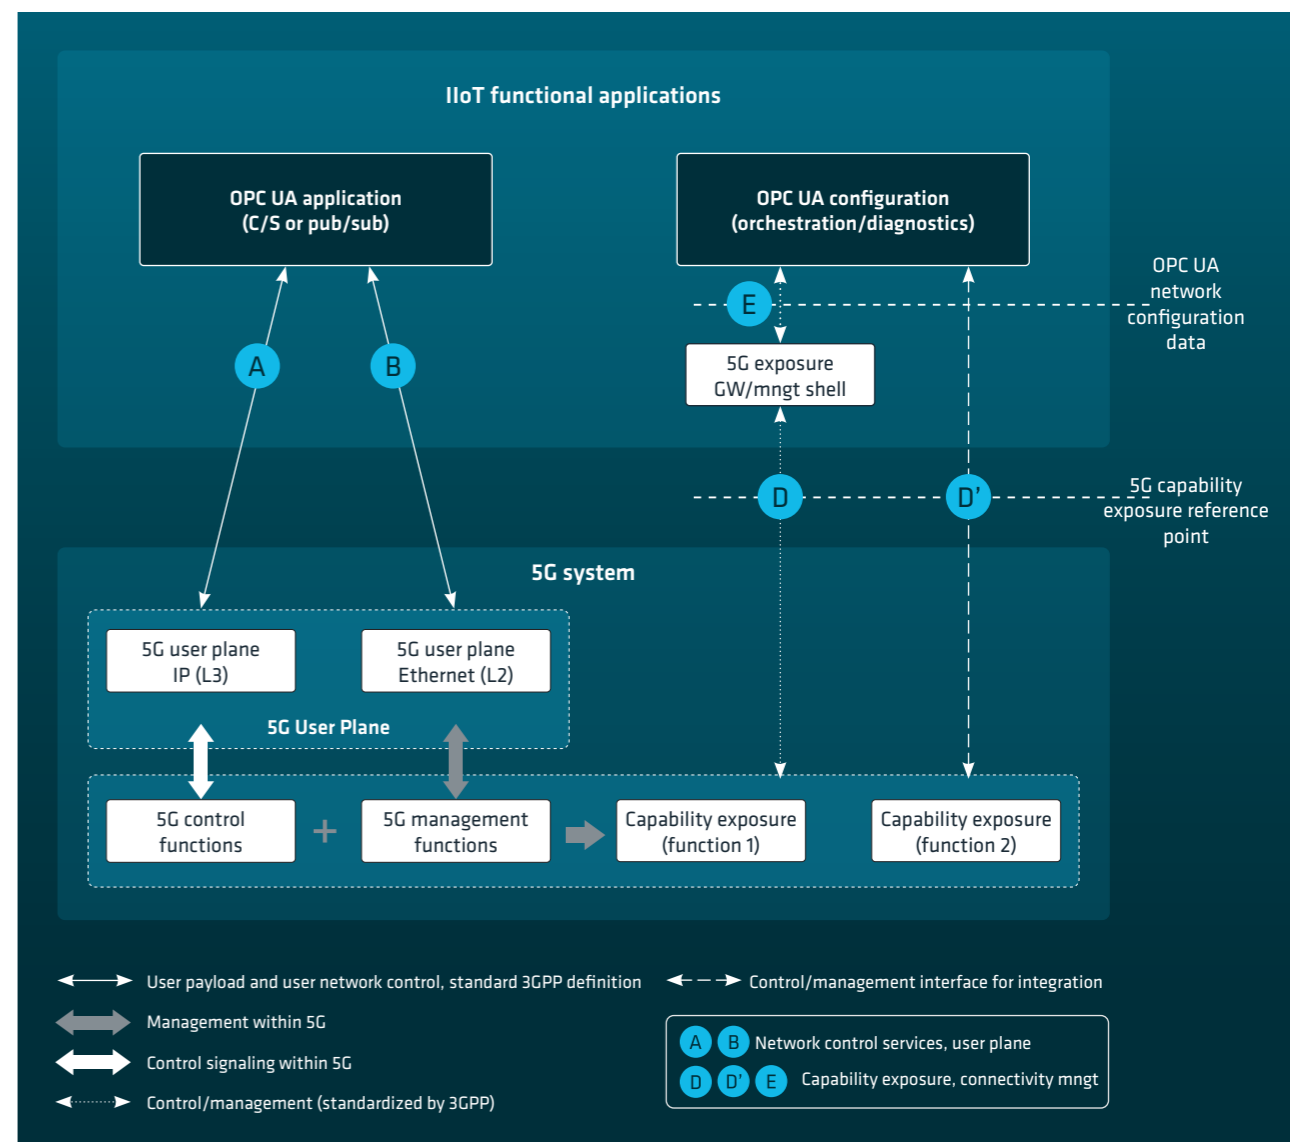 IIoT functional applications
OPC UA application
(C/S or pub/sub)
OPC UA configuration
(orchestration/diagnostics)
OPC UA
network
configuration
data
E
A
B
5G exposure
GW/mngt shell
D
D’
5G capability
exposure reference
point
5G system
5G user plane
IP (L3)
5G user plane
Ethernet (L2)
5G User Plane
5G control
functions
+
5G management
functions
Capability exposure
(function 1)
Capability exposure
(function 2)
User payload and user network control, standard 3GPP definition
Management within 5G
Control signaling within 5G
Control/management (standardized by 3GPP)
Control/management interface for integration
A B Network control services, user plane
D D’ E Capability exposure, connectivity mngt